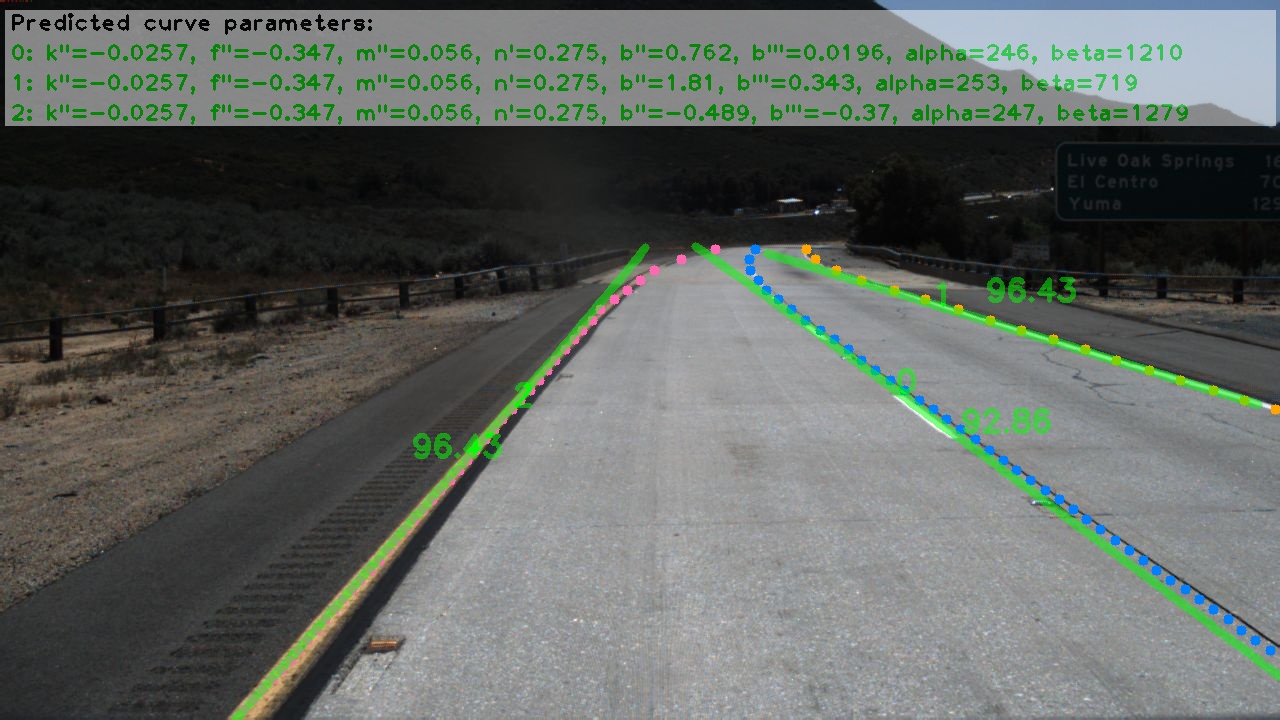 Predicted curve parameters:
0: k"=-0.0257, f"=-0.347, m"=0.056, n'=0.275, b"=0.762, b'''=0.0196, alpha=246, beta=1210
1: k"=-0.0257, f"=-0.347, m"=0.056, n'=0.275, b"=1.81, b'''=0.343, alpha=253, beta=719
2: k"=-0.0257, f"=-0.347, m"=0.056, n'=0.275, b"=-0.489, b'''=-0.37, alpha=247, beta=1279
Live Oak Springs 16
El Centro 70
Yuma 129
1 96.43
0
92.86
2
96.43